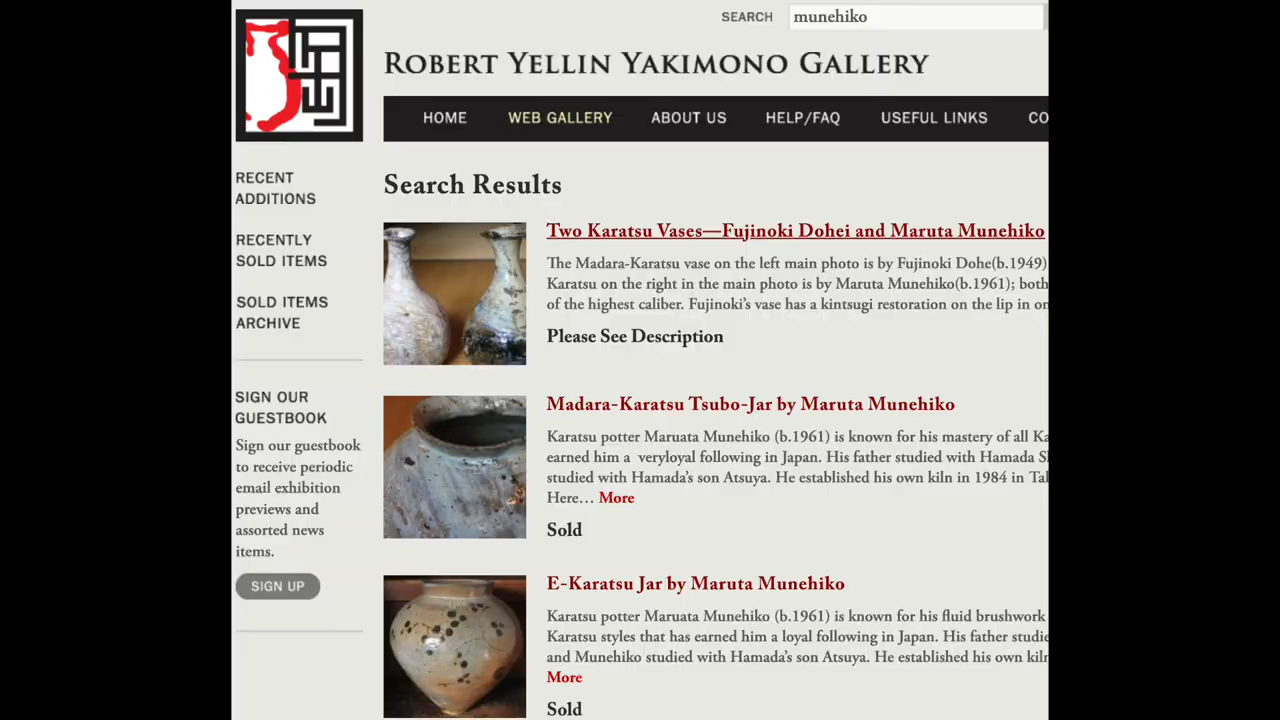 SEARCH munehiko
ROBERT YELLIN YAKIMONO GALLERY
HOME WEB GALLERY ABOUT US HELP/FAQ USEFUL LINKS CO
RECENT
ADDITIONS
RECENTLY
SOLD ITEMS
SOLD ITEMS
ARCHIVE
SIGN OUR
GUESTBOOK
Sign our guestbook
to receive periodic
email exhibition
previews and
assorted news
items.
SIGN UP
Search Results
Two Karatsu Vases—Fujinoki Dohei and Maruta Munehiko
The Madara-Karatsu vase on the left main photo is by Fujinoki Dohe(b.1949)
Karatsu on the right in the main photo is by Maruta Munehiko(b.1961); both
of the highest caliber. Fujinoki's vase has a kintsugi restoration on the lip in on
Please See Description
Madara-Karatsu Tsubo-Jar by Maruta Munehiko
Karatsu potter Maruata Munehiko (b.1961) is known for his mastery of all Ka
earned him a veryloyal following in Japan. His father studied with Hamada S
studied with Hamada's son Atsuya. He established his own kiln in 1984 in Ta
Here… More
Sold
E-Karatsu Jar by Maruta Munehiko
Karatsu potter Maruata Munehiko (b.1961) is known for his fluid brushwork
Karatsu styles that has earned him a loyal following in Japan. His father studie
and Munehiko studied with Hamada's son Atsuya. He established his own kiln
More
Sold